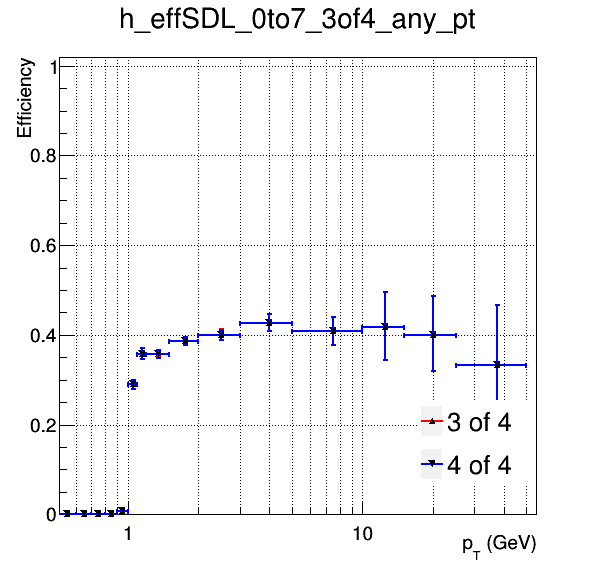 h_effSDL_0to7_3of4_any_pt
Efficiency
1
0.8
0.6
0.4
0.2
0
3 of 4
4 of 4
1
10
p_T (GeV)